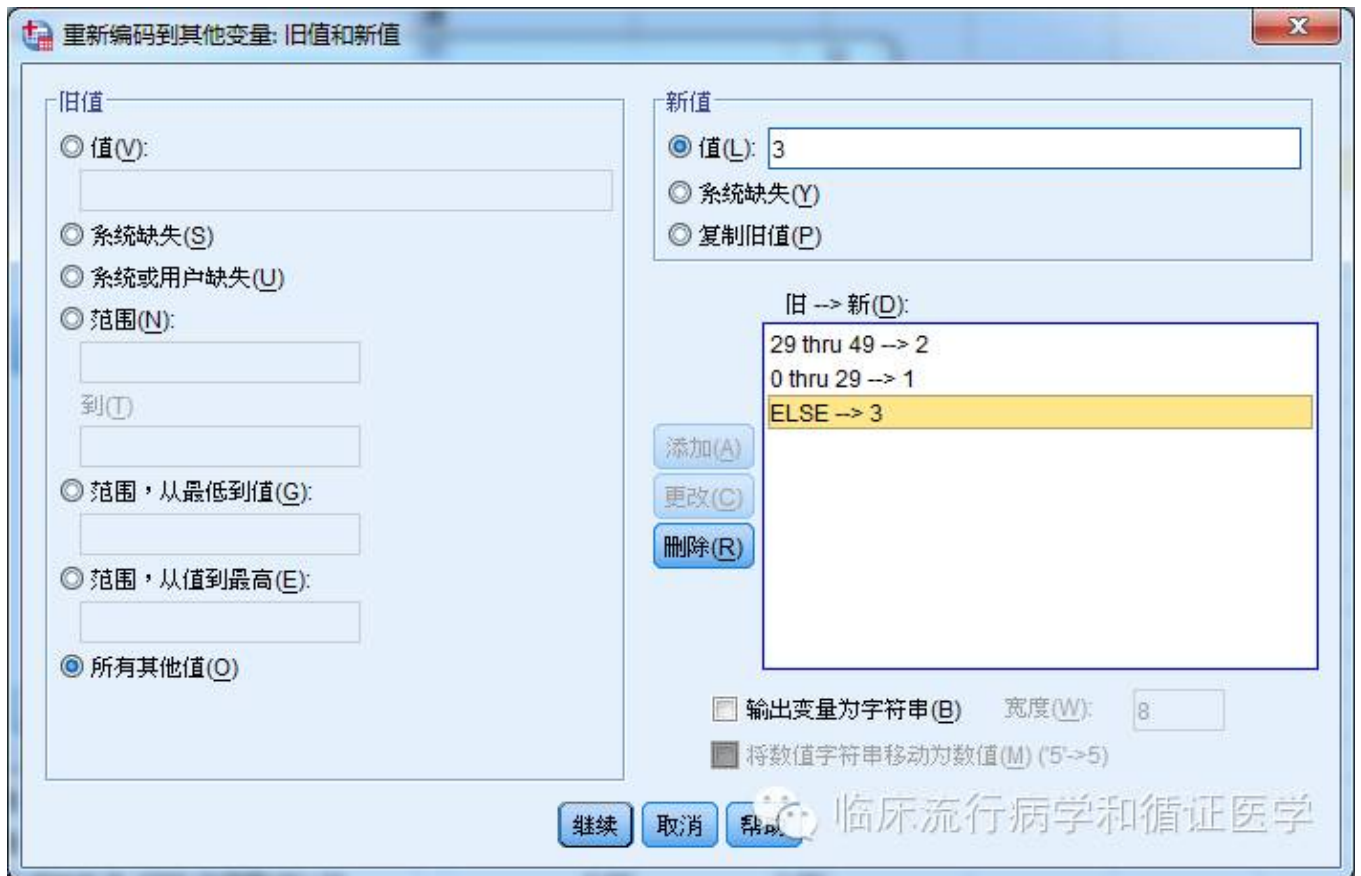 重新编码到其他变量: 旧值和新值
旧值
值(V):
系统缺失(S)
系统或用户缺失(U)
范围(N):
到(T)
范围，从最低到值(G):
范围，从值到最高(E):
所有其他值(O)
新值
值(L): 3
系统缺失(Y)
复制旧值(P)
旧 --> 新(D):
29 thru 49 --> 2
0 thru 29 --> 1
ELSE --> 3
添加(A)
更改(C)
删除(R)
输出变量为字符串(B) 宽度(W): 8
将数值字符串移动为数值(M) ('5'->5)
继续 取消 帮助
临床流行病学和循证医学